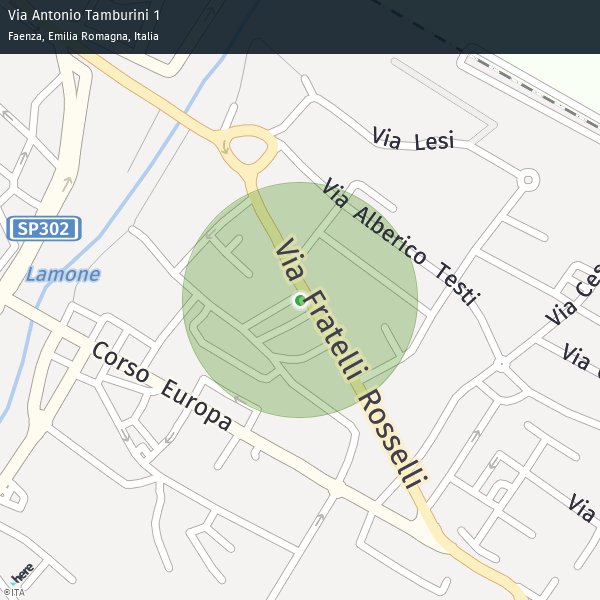 Via Antonio Tamburini 1
Faenza, Emilia Romagna, Italia
Via Lesi
Via Alberico Testi
SP302
Lamone
Via Fratelli Rosselli
Via Ces
Corso Europa
Via
Via
here
©ITA